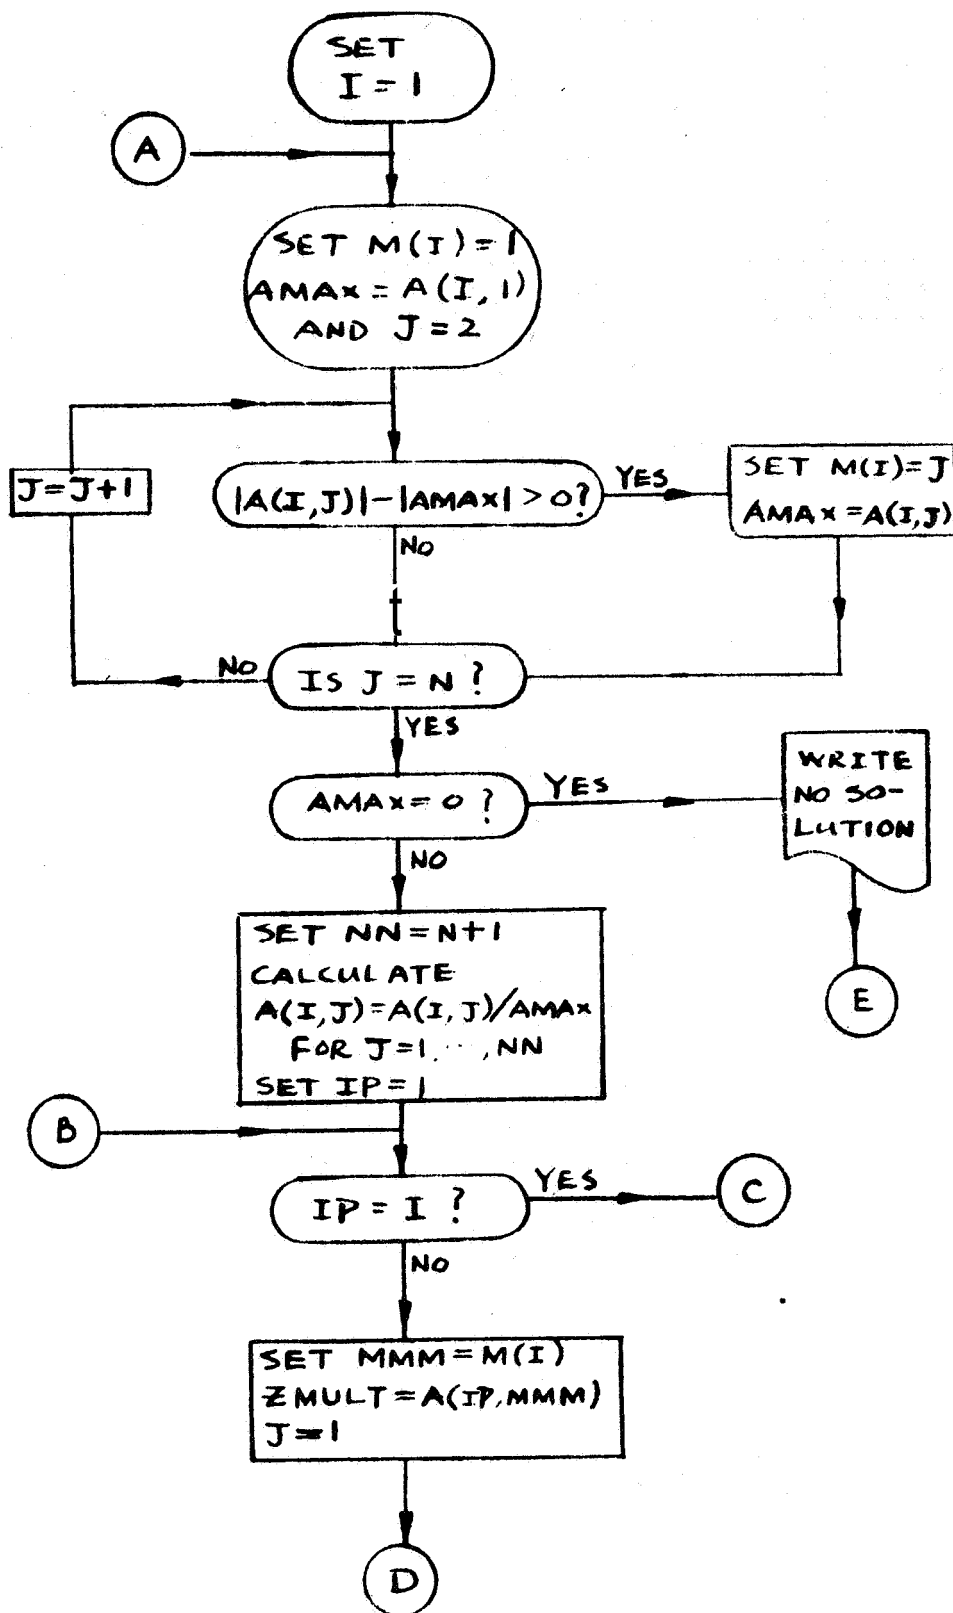 SET
I = 1
A
SET M(I) = 1
AMAX = A(I,1)
AND J = 2
J=J+1
|A(I,J)|-|AMAX| > 0?
YES
SET M(I)=J
AMAX=A(I,J)
NO
NO
IS J = N ?
YES
AMAX = 0 ?
YES
WRITE
NO SO-
LUTION
NO
SET NN=N+1
CALCULATE
A(I,J)=A(I,J)/AMAX
FOR J=1,...,NN
SET IP = 1
E
B
IP = I ?
YES
C
NO
SET MMM=M(I)
ZMULT=A(IP,MMM)
J=1
D